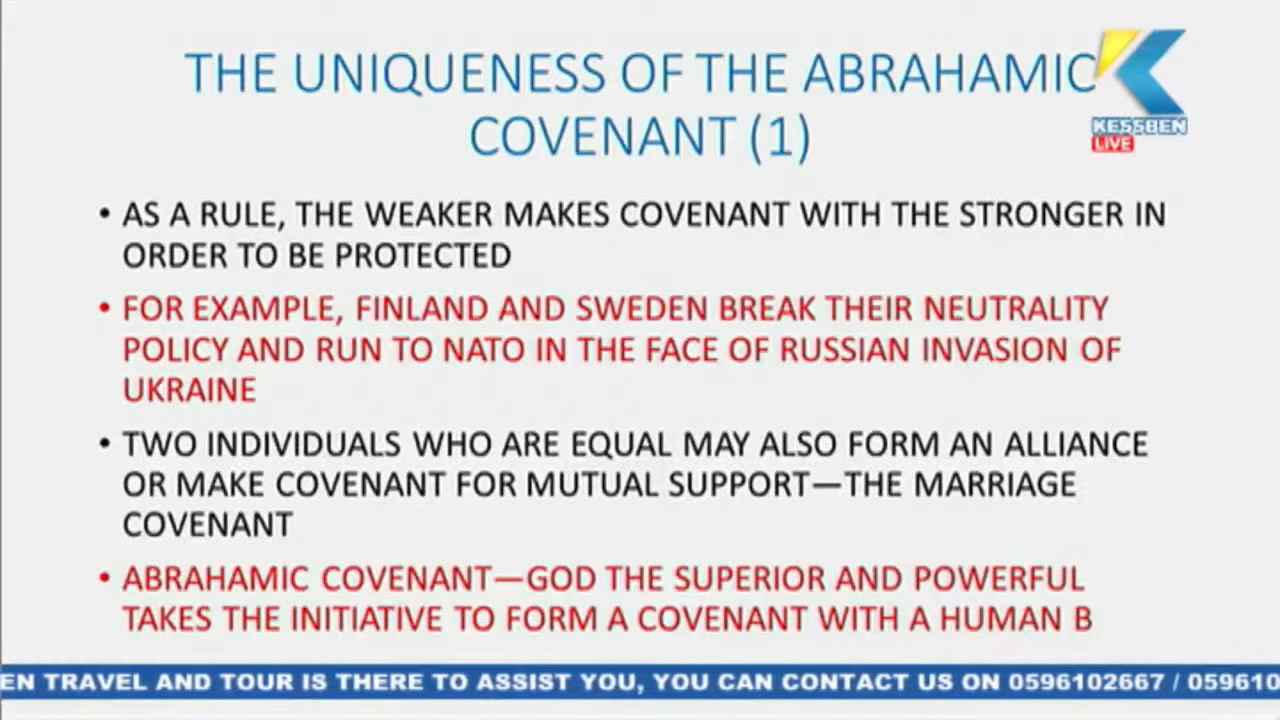 THE UNIQUENESS OF THE ABRAHAMIC
COVENANT (1)
KESSBEN
LIVE
• AS A RULE, THE WEAKER MAKES COVENANT WITH THE STRONGER IN
ORDER TO BE PROTECTED
• FOR EXAMPLE, FINLAND AND SWEDEN BREAK THEIR NEUTRALITY
POLICY AND RUN TO NATO IN THE FACE OF RUSSIAN INVASION OF
UKRAINE
• TWO INDIVIDUALS WHO ARE EQUAL MAY ALSO FORM AN ALLIANCE
OR MAKE COVENANT FOR MUTUAL SUPPORT—THE MARRIAGE
COVENANT
• ABRAHAMIC COVENANT—GOD THE SUPERIOR AND POWERFUL
TAKES THE INITIATIVE TO FORM A COVENANT WITH A HUMAN B
EN TRAVEL AND TOUR IS THERE TO ASSIST YOU, YOU CAN CONTACT US ON 0596102667 / 059610